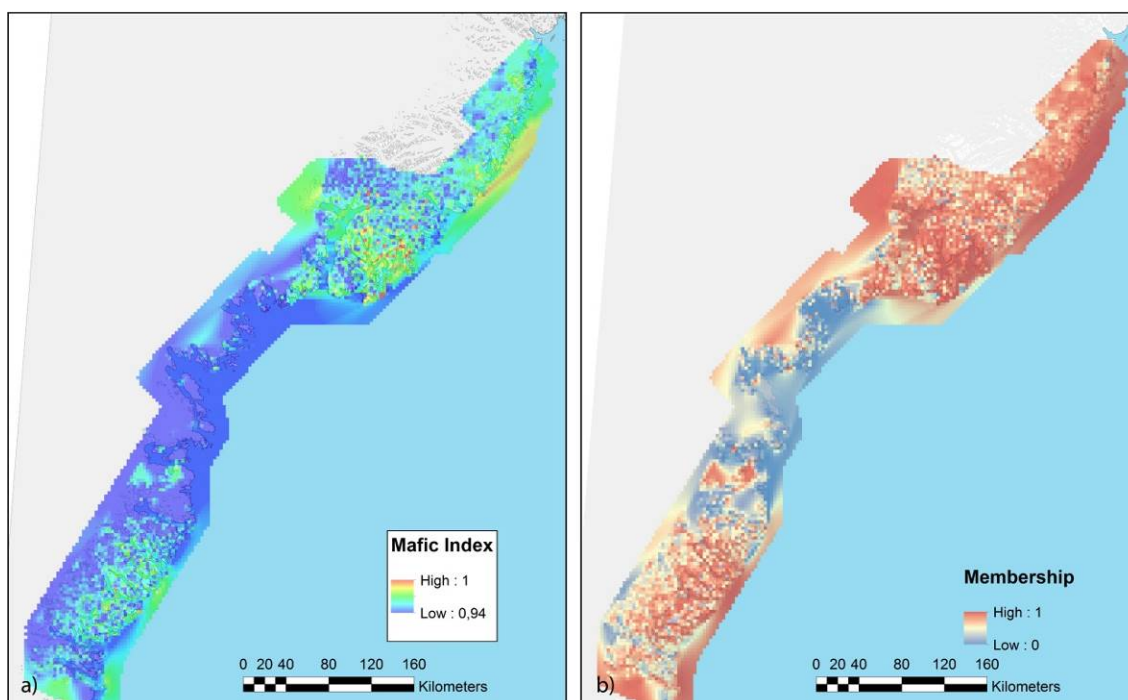 Mafic Index
High : 1
Low : 0,94
0 20 40 80 120 160
Kilometers
a)
Membership
High : 1
Low : 0
0 20 40 80 120 160
Kilometers
b)